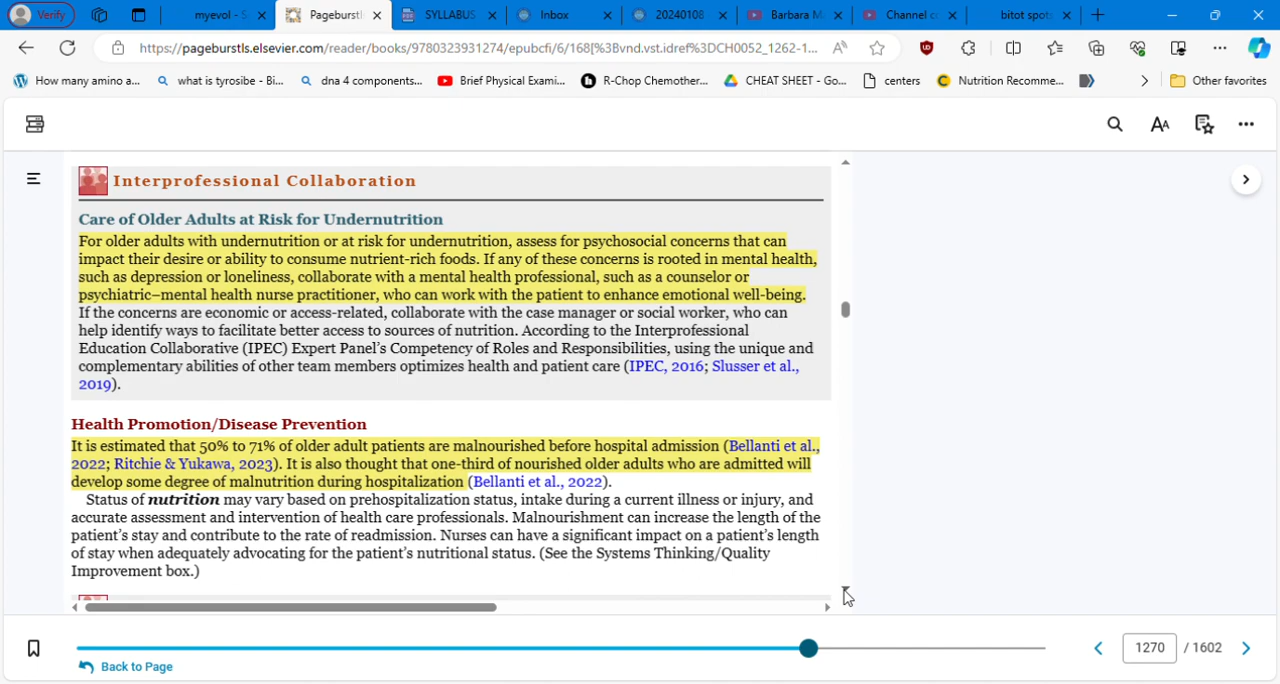 Verify
myevol - S
Pageburstl
SYLLABUS
Inbox
20240108
Barbara M
Channel c
bitot spots
https://pageburstls.elsevier.com/reader/books/9780323931274/epubcfi/6/168[%3Bvnd.vst.idref%3DCH0052_1262-1...
How many amino a...
what is tyrosibe - Bi...
dna 4 components...
Brief Physical Exami...
R-Chop Chemother...
CHEAT SHEET - Go...
centers
Nutrition Recomme...
Other favorites
Interprofessional Collaboration
Care of Older Adults at Risk for Undernutrition
For older adults with undernutrition or at risk for undernutrition, assess for psychosocial concerns that can
impact their desire or ability to consume nutrient-rich foods. If any of these concerns is rooted in mental health,
such as depression or loneliness, collaborate with a mental health professional, such as a counselor or
psychiatric–mental health nurse practitioner, who can work with the patient to enhance emotional well-being.
If the concerns are economic or access-related, collaborate with the case manager or social worker, who can
help identify ways to facilitate better access to sources of nutrition. According to the Interprofessional
Education Collaborative (IPEC) Expert Panel's Competency of Roles and Responsibilities, using the unique and
complementary abilities of other team members optimizes health and patient care (IPEC, 2016; Slusser et al.,
2019).
Health Promotion/Disease Prevention
It is estimated that 50% to 71% of older adult patients are malnourished before hospital admission (Bellanti et al.,
2022; Ritchie & Yukawa, 2023). It is also thought that one-third of nourished older adults who are admitted will
develop some degree of malnutrition during hospitalization (Bellanti et al., 2022).
Status of nutrition may vary based on prehospitalization status, intake during a current illness or injury, and
accurate assessment and intervention of health care professionals. Malnourishment can increase the length of the
patient's stay and contribute to the rate of readmission. Nurses can have a significant impact on a patient's length
of stay when adequately advocating for the patient's nutritional status. (See the Systems Thinking/Quality
Improvement box.)
1270 / 1602
Back to Page